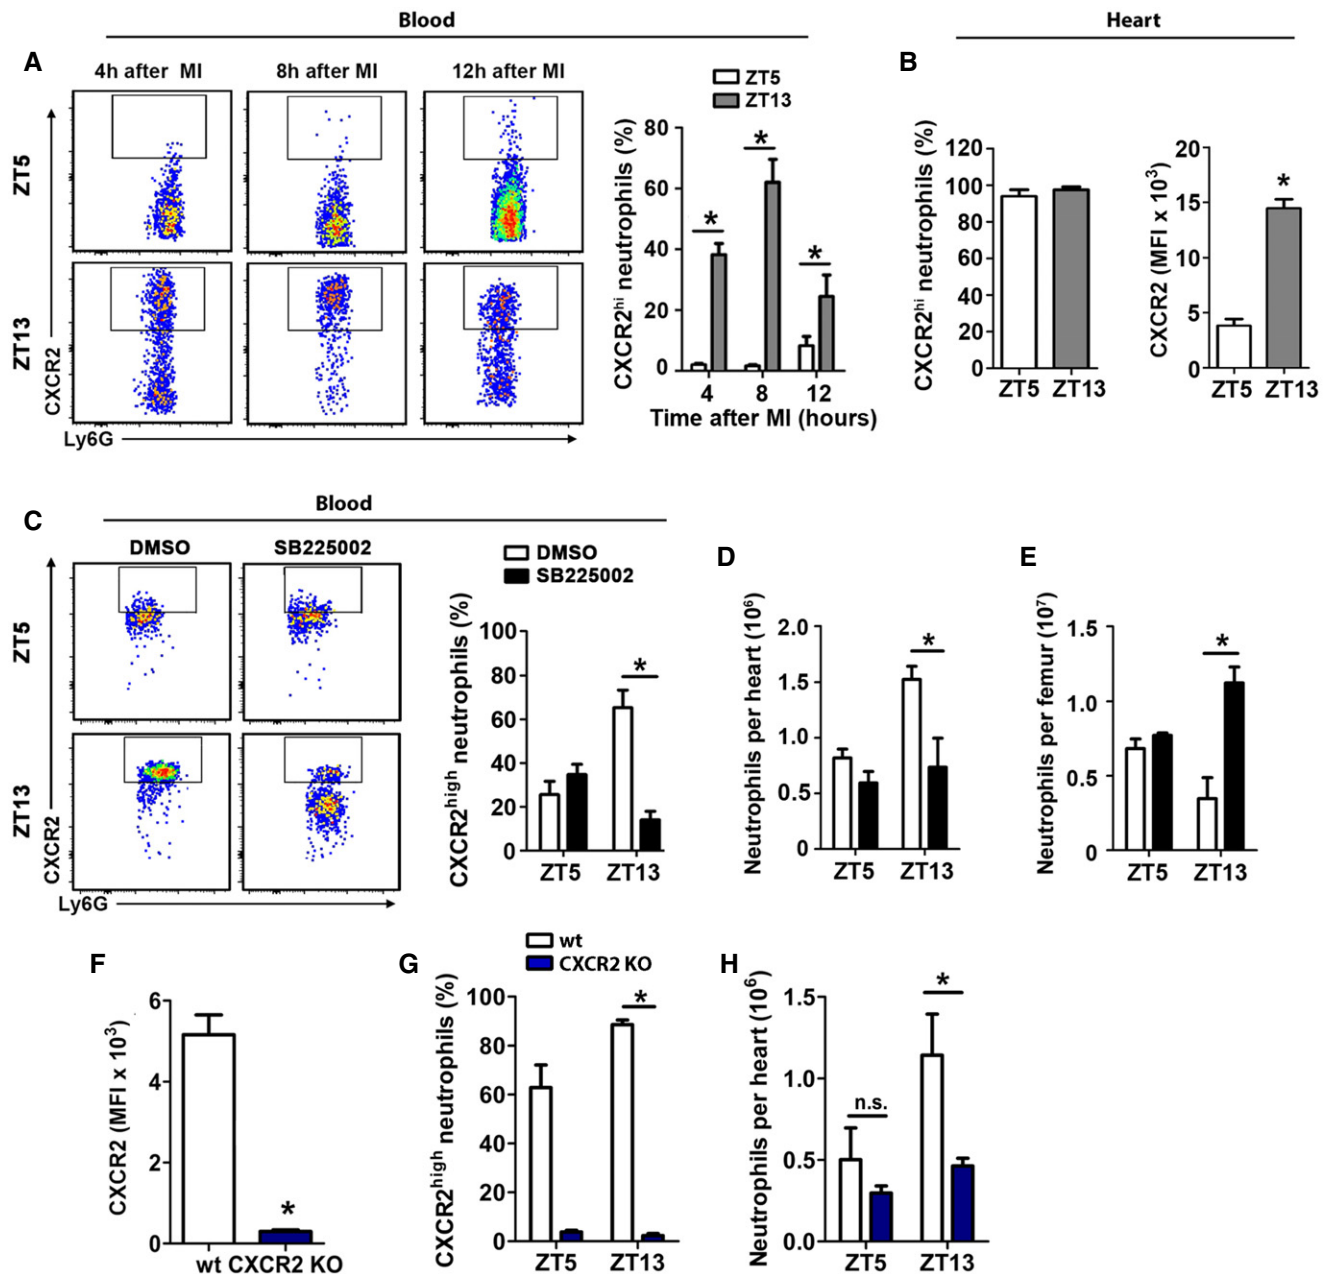 Blood
Heart
A
4h after MI
8h after MI
12h after MI
ZT5
ZT13
CXCR2
Ly6G
ZT5
ZT13
CXCR2hi neutrophils (%)
80
60
40
20
0
*
*
*
4
8
12
Time after MI (hours)
B
CXCR2hi neutrophils (%)
120
100
80
60
40
20
0
ZT5
ZT13
CXCR2 (MFI x 10³)
20
15
10
5
0
*
ZT5
ZT13
C
Blood
DMSO
SB225002
ZT5
ZT13
CXCR2
Ly6G
DMSO
SB225002
CXCR2high neutrophils (%)
100
80
60
40
20
0
*
ZT5
ZT13
D
Neutrophils per heart (10⁶)
2.0
1.5
1.0
0.5
0
*
ZT5
ZT13
E
Neutrophils per femur (10⁷)
1.5
1.0
0.5
0
*
ZT5
ZT13
F
CXCR2 (MFI x 10³)
6
4
2
0
*
wt CXCR2 KO
G
wt
CXCR2 KO
CXCR2high neutrophils (%)
100
80
60
40
20
0
*
ZT5
ZT13
H
Neutrophils per heart (10⁶)
1.5
1.0
0.5
0.0
n.s.
*
ZT5
ZT13